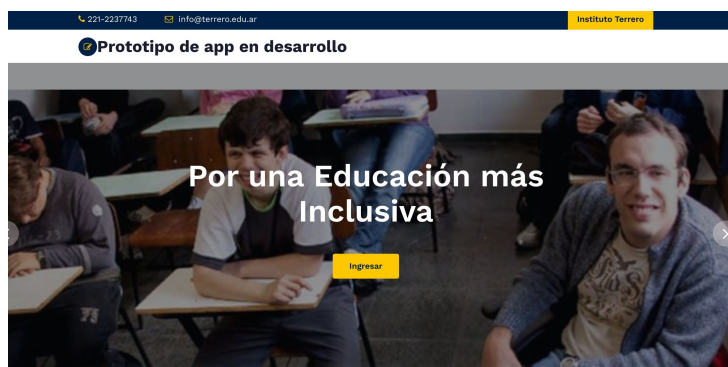 221-2237743
info@terrero.edu.ar
Instituto Terrero
Prototipo de app en desarrollo
Por una Educación más
Inclusiva
Ingresar